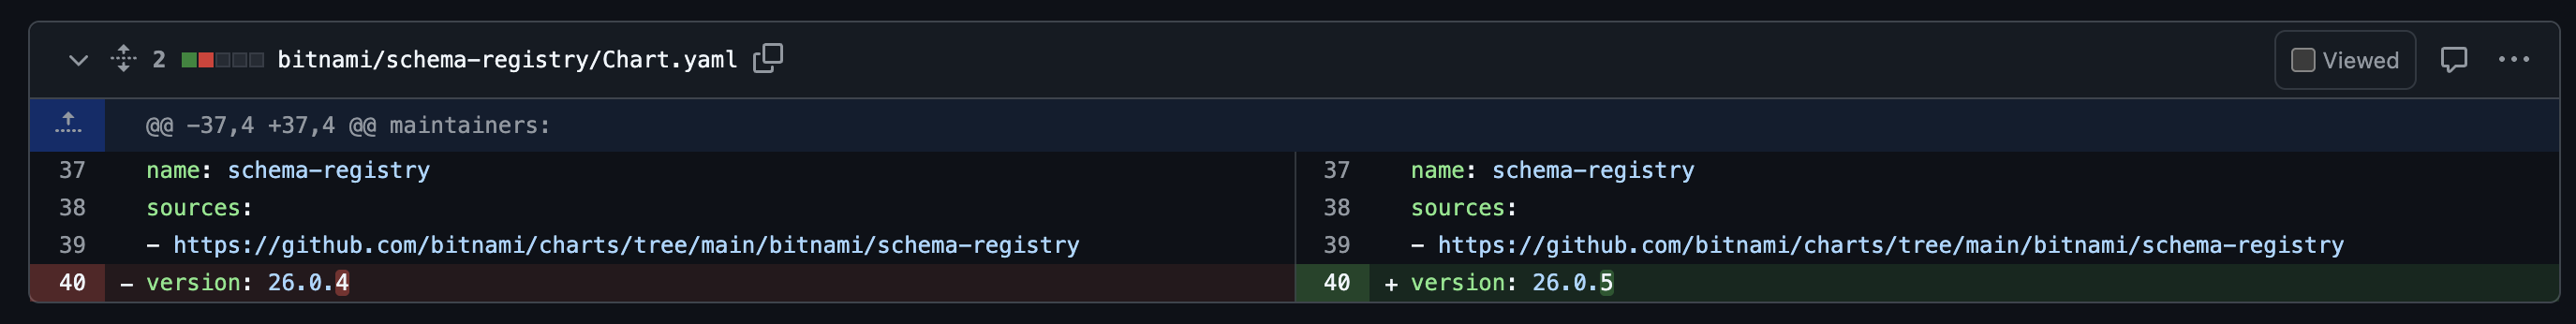 2 bitnami/schema-registry/Chart.yaml Viewed
@@ -37,4 +37,4 @@ maintainers:
37 name: schema-registry
38 sources:
39 - https://github.com/bitnami/charts/tree/main/bitnami/schema-registry
40 - version: 26.0.4
37 name: schema-registry
38 sources:
39 - https://github.com/bitnami/charts/tree/main/bitnami/schema-registry
40 + version: 26.0.5